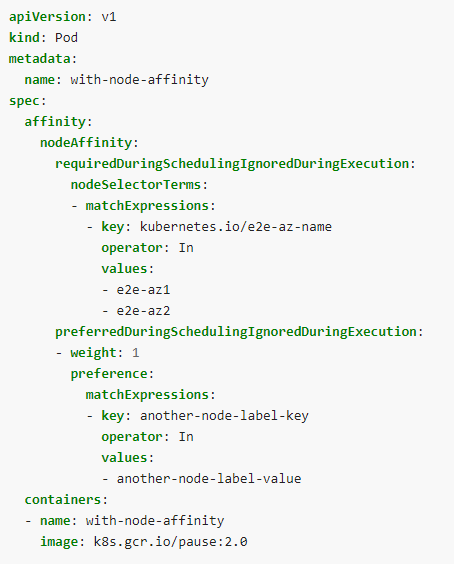 apiVersion: v1
kind: Pod
metadata:
  name: with-node-affinity
spec:
  affinity:
    nodeAffinity:
      requiredDuringSchedulingIgnoredDuringExecution:
        nodeSelectorTerms:
        - matchExpressions:
          - key: kubernetes.io/e2e-az-name
            operator: In
            values:
            - e2e-az1
            - e2e-az2
      preferredDuringSchedulingIgnoredDuringExecution:
      - weight: 1
        preference:
          matchExpressions:
          - key: another-node-label-key
            operator: In
            values:
            - another-node-label-value
  containers:
  - name: with-node-affinity
    image: k8s.gcr.io/pause:2.0